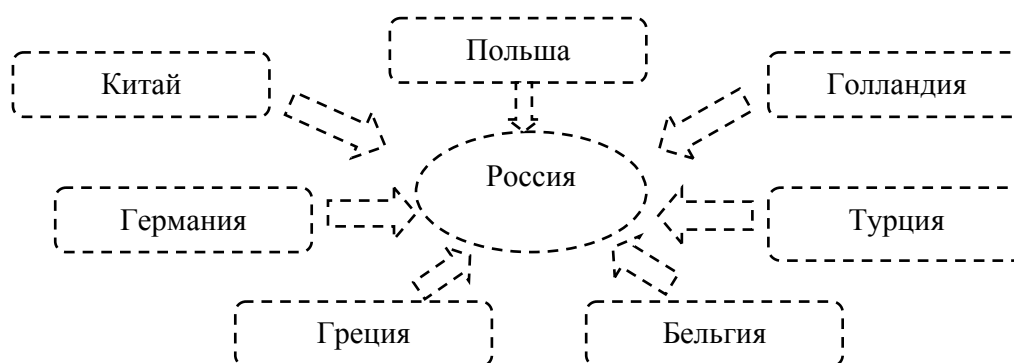 Польша
Китай
Голландия
Россия
Германия
Турция
Греция
Бельгия